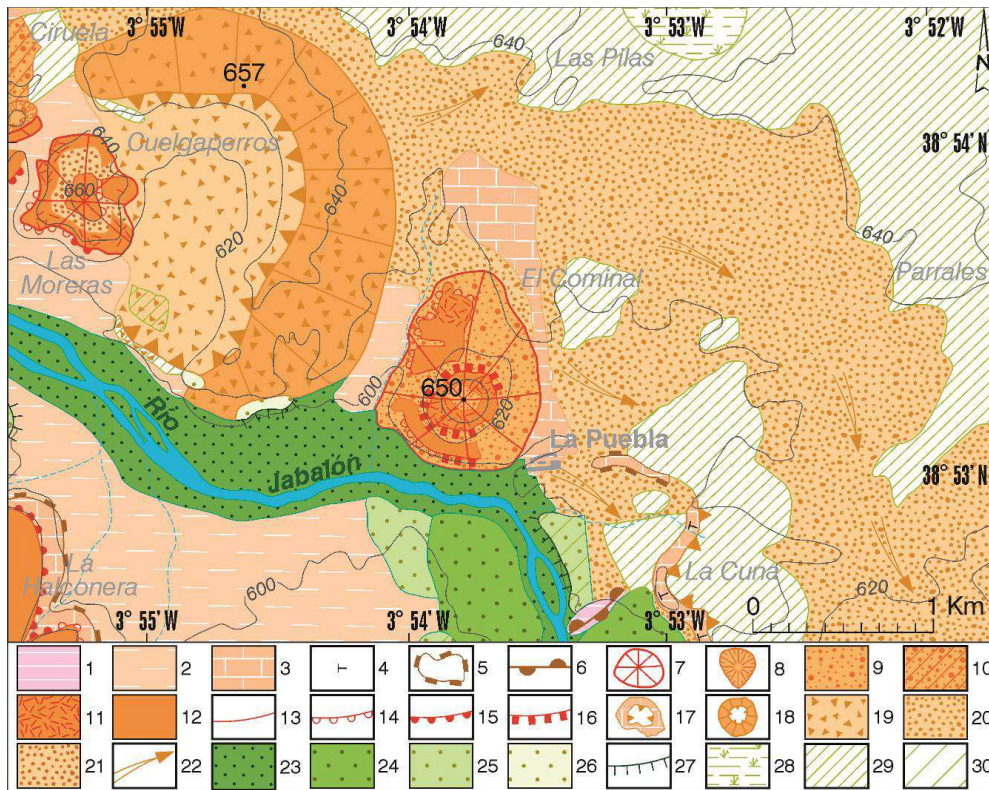 3° 55'W
3° 54'W
3° 53'W
3° 52'W
Ciruela
640
Las Pilas
N
657
Cuelgaperros
640
38° 54' N
660
640
620
640
Las Moreras
El Cominal
Parrales
600
650
620
Río Jabalón
La Puebla
38° 53' N
La Halconera
600
La Cuna
620
3° 55'W
3° 54'W
3° 53'W
0 1 Km
T
T
T
T
1 2 3 4 5 6 7 8 9 10
11 12 13 14 15 16 17 18 19 20
21 22 23 24 25 26 27 28 29 30